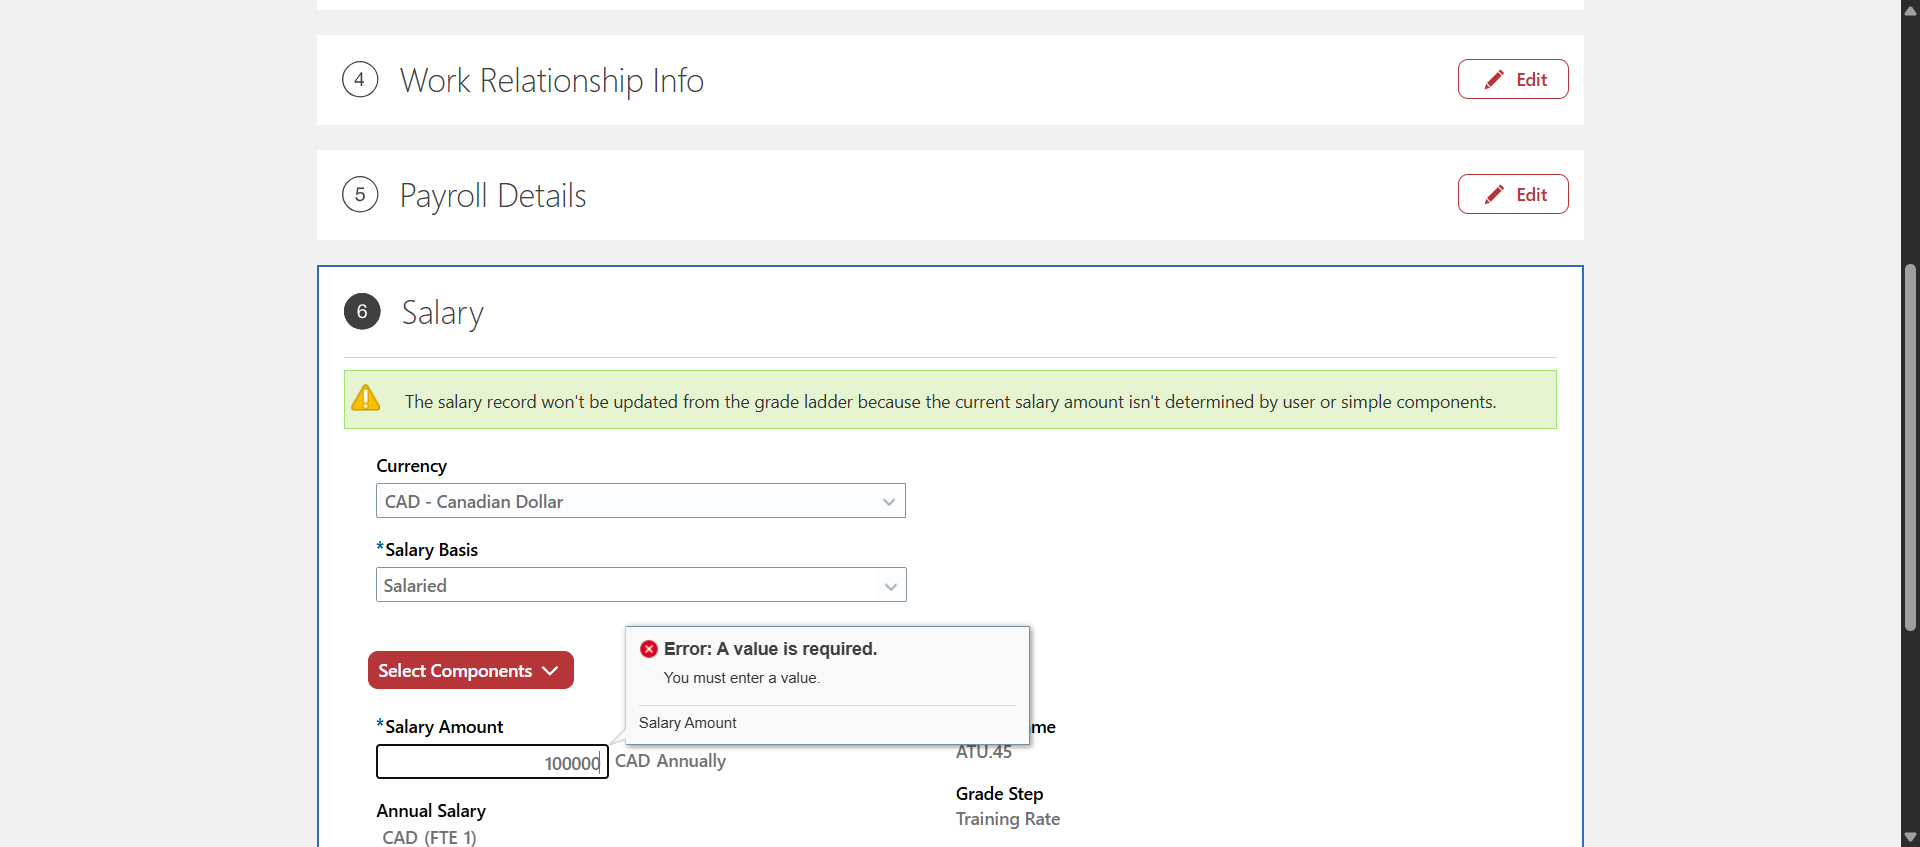 4 Work Relationship Info Edit
5 Payroll Details Edit
6 Salary
The salary record won't be updated from the grade ladder because the current salary amount isn't determined by user or simple components.
Currency
CAD - Canadian Dollar
*Salary Basis
Salaried
Error: A value is required.
You must enter a value.
Salary Amount
Select Components
*Salary Amount
100000 CAD Annually
me
ATU.45
Grade Step
Training Rate
Annual Salary
CAD (FTE 1)